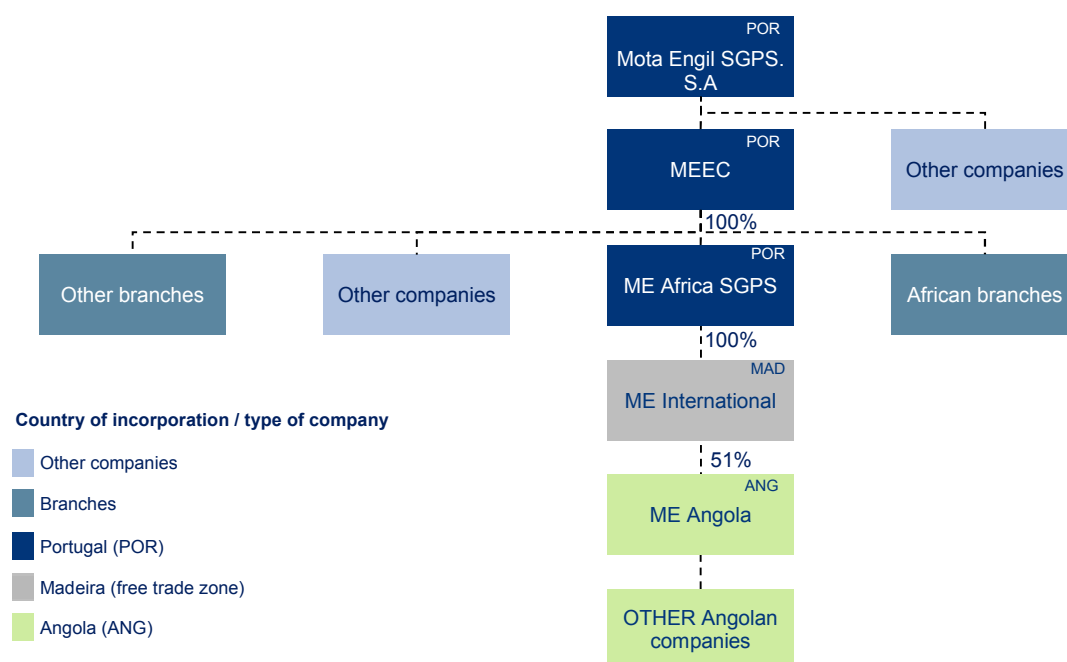 POR
Mota Engil SGPS.
S.A
POR
MEEC
Other companies
100%
Other branches
Other companies
POR
ME Africa SGPS
African branches
100%
MAD
ME International
51%
ANG
ME Angola
OTHER Angolan
companies
Country of incorporation / type of company
Other companies
Branches
Portugal (POR)
Madeira (free trade zone)
Angola (ANG)